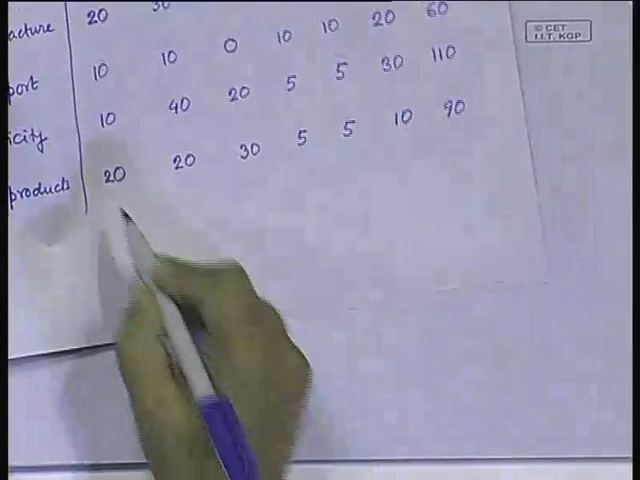 acture 20 30 10 10 20 60
port 10 10 0 5 5 30 110
icity 10 40 20 5 5 10 90
products 20 20 30
© CET
I.I.T. KGP